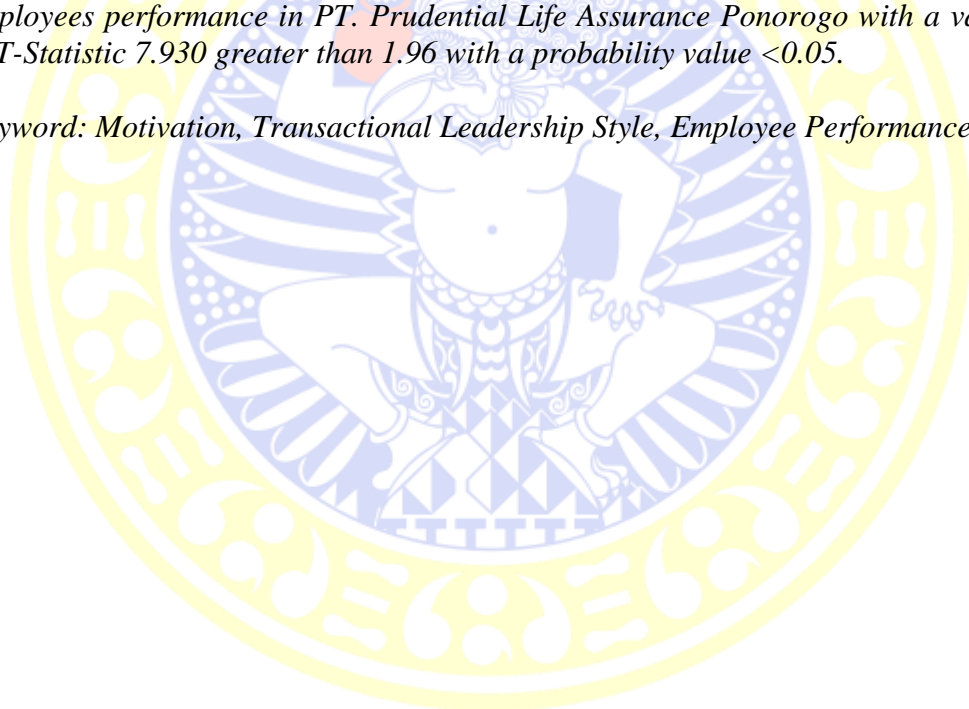 ployees performance in PT. Prudential Life Assurance Ponorogo with a va
T-Statistic 7.930 greater than 1.96 with a probability value <0.05.
yword: Motivation, Transactional Leadership Style, Employee Performance